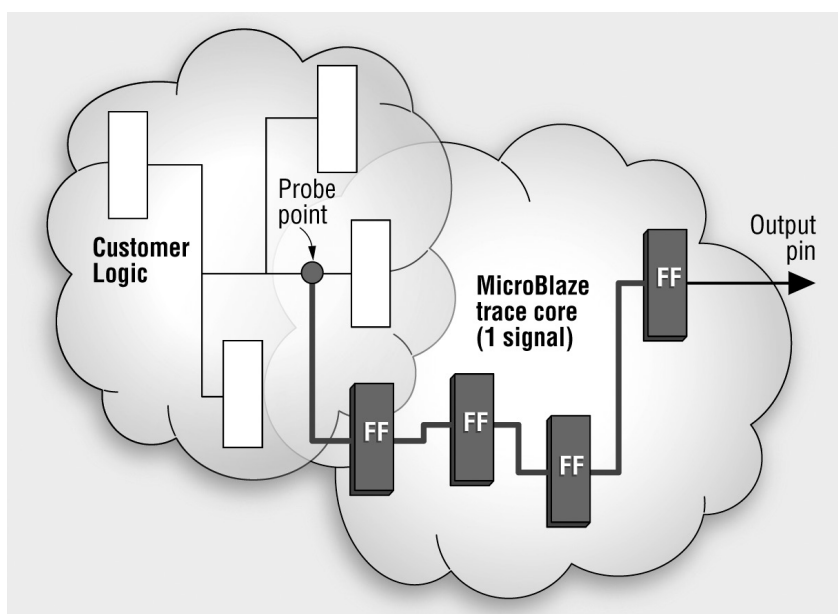 Probe
point
Customer
Logic
Output
pin
MicroBlaze
trace core
(1 signal)
FF
FF
FF
FF